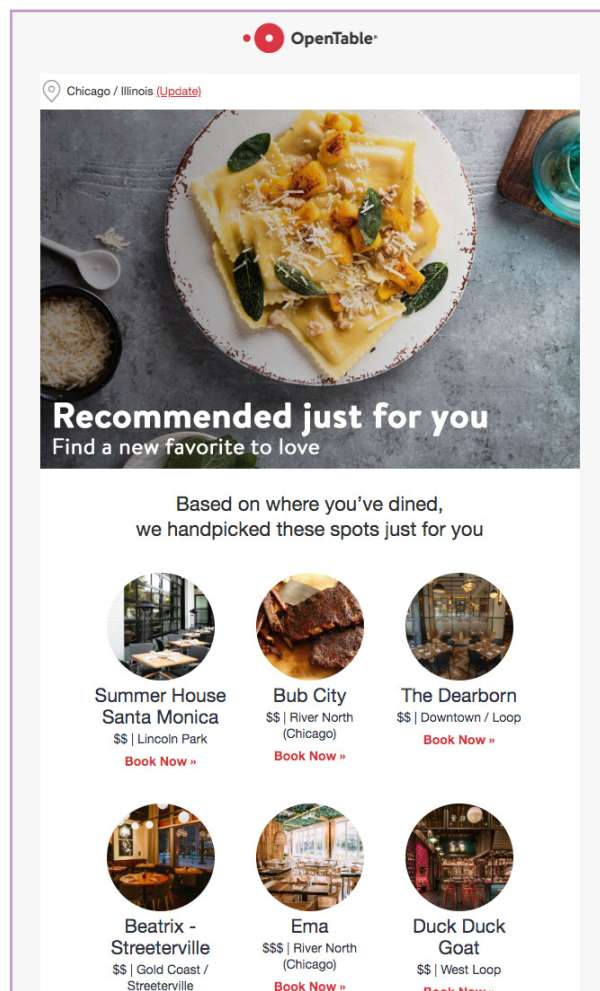 OpenTable
Chicago / Illinois (Update)
Recommended just for you
Find a new favorite to love
Based on where you've dined,
we handpicked these spots just for you
Summer House
Santa Monica
$$ | Lincoln Park
Book Now »
Bub City
$$ | River North
(Chicago)
Book Now »
The Dearborn
$$ | Downtown / Loop
Book Now »
Beatrix -
Streeterville
$$ | Gold Coast /
Streeterville
Ema
$$$ | River North
(Chicago)
Book Now »
Duck Duck
Goat
$$ | West Loop
Book Now »